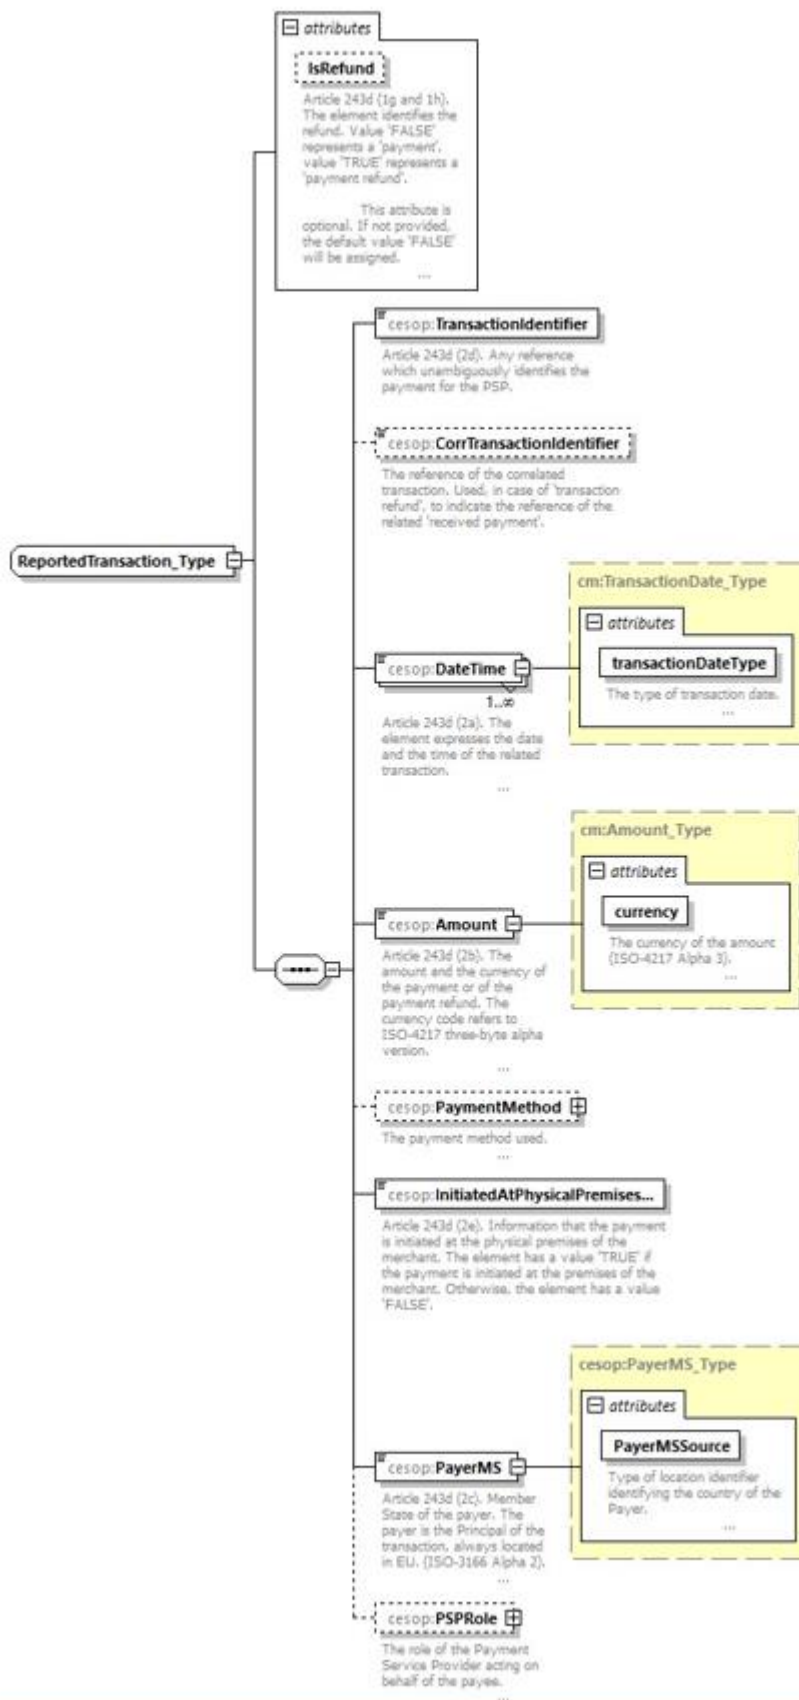 attributes
IsRefund
Article 243d (1g and 1h).
The element identifies the
refund. Value 'FALSE'
represents a 'payment',
value 'TRUE' represents a
'payment refund'.
This attribute is
optional. If not provided,
the default value 'FALSE'
will be assigned.
...
cesop:TransactionIdentifier
Article 243d (2d). Any reference
which unambiguously identifies the
payment for the PSP.
cesop:CorrTransactionIdentifier
The reference of the correlated
transaction. Used, in case of 'transaction
refund', to indicate the reference of the
related 'received payment'.
ReportedTransaction_Type
cm:TransactionDate_Type
attributes
cesop:DateTime
transactionDateType
1..∞
The type of transaction date.
...
Article 243d (2a). The
element expresses the date
and the time of the related
transaction.
...
cm:Amount_Type
attributes
cesop:Amount
currency
The currency of the amount
(ISO-4217 Alpha 3).
...
Article 243d (2b). The
amount and the currency of
the payment or of the
payment refund. The
currency code refers to
ISO-4217 three-byte alpha
version.
...
cesop:PaymentMethod
The payment method used.
...
cesop:InitiatedAtPhysicalPremises...
Article 243d (2e). Information that the payment
is initiated at the physical premises of the
merchant. The element has a value 'TRUE' if
the payment is initiated at the premises of the
merchant. Otherwise, the element has a value
'FALSE'.
cesop:PayerMS_Type
attributes
PayerMSSource
cesop:PayerMS
Type of location identifier
identifying the country of the
Payer.
...
Article 243d (2c). Member
State of the payer. The
payer is the Principal of the
transaction, always located
in EU. (ISO-3166 Alpha 2).
...
cesop:PSPRole
The role of the Payment
Service Provider acting on
behalf of the payee.
...